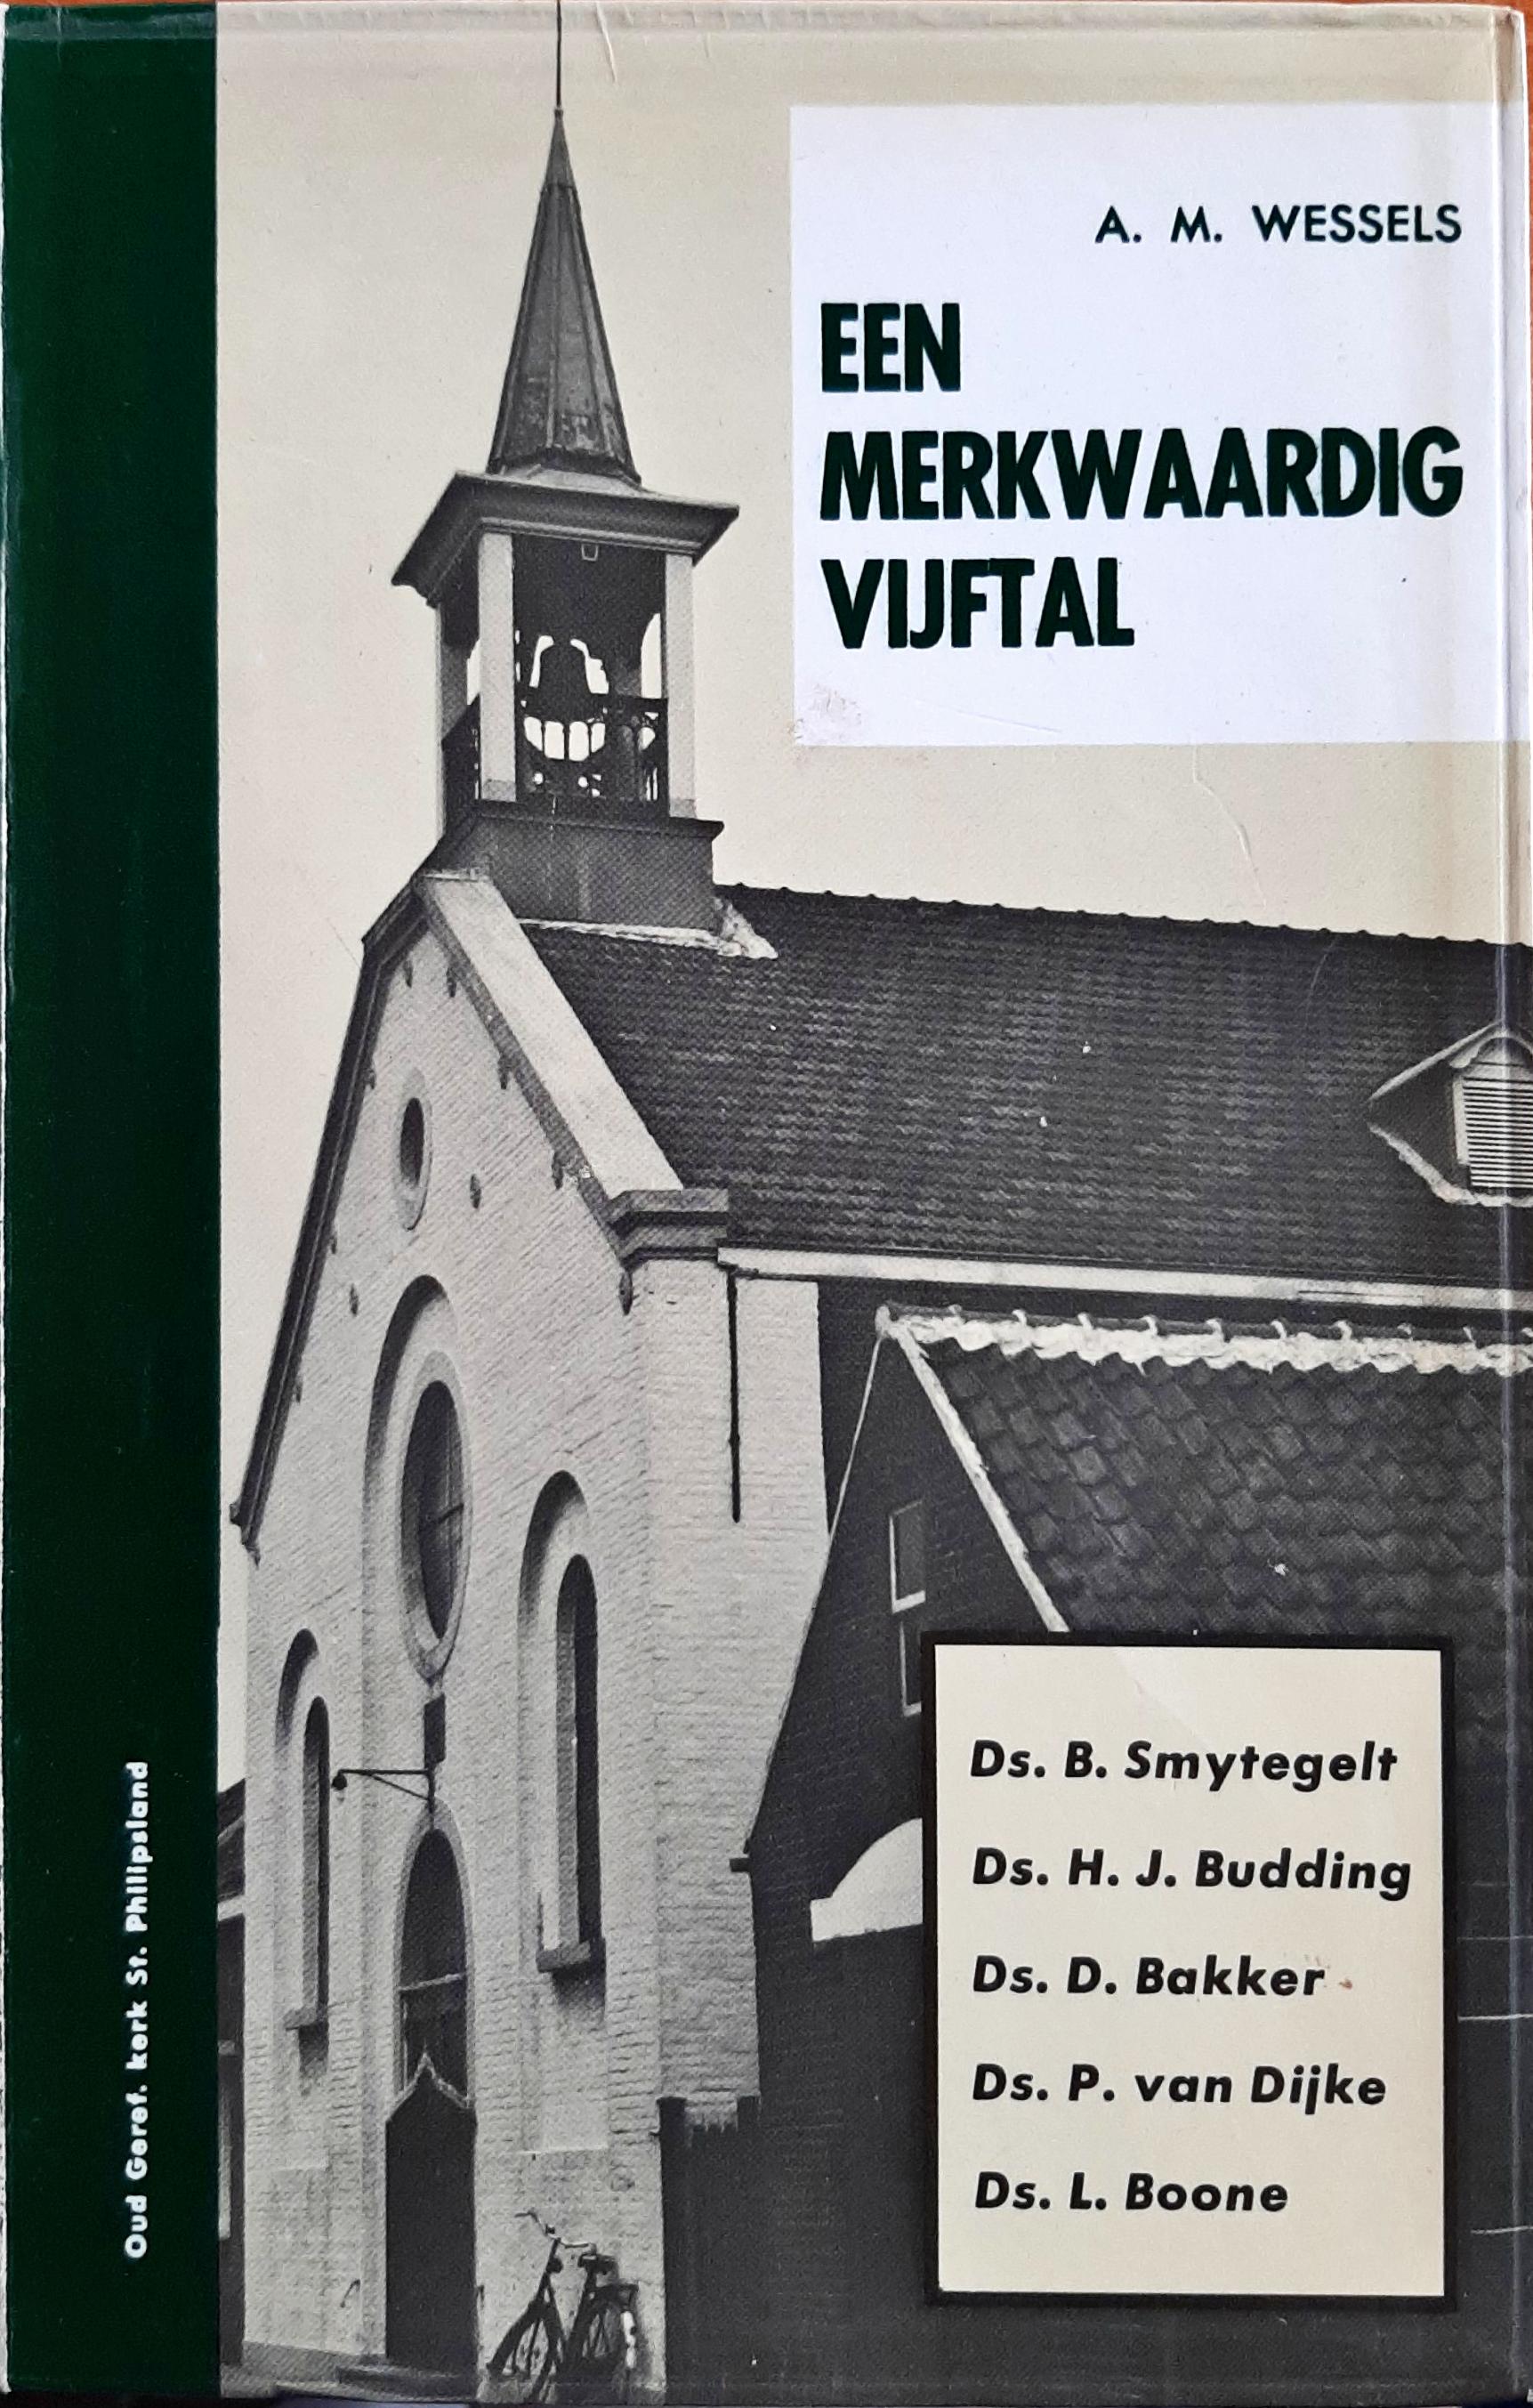 A. M. WESSELS
EEN
MERKWAARDIG
VIJFTAL
Ds. B. Smytegelt
Ds. H. J. Budding
Ds. D. Bakker
Ds. P. van Dijke
Ds. L. Boone
Oud Geref. kerk St. Philipsland